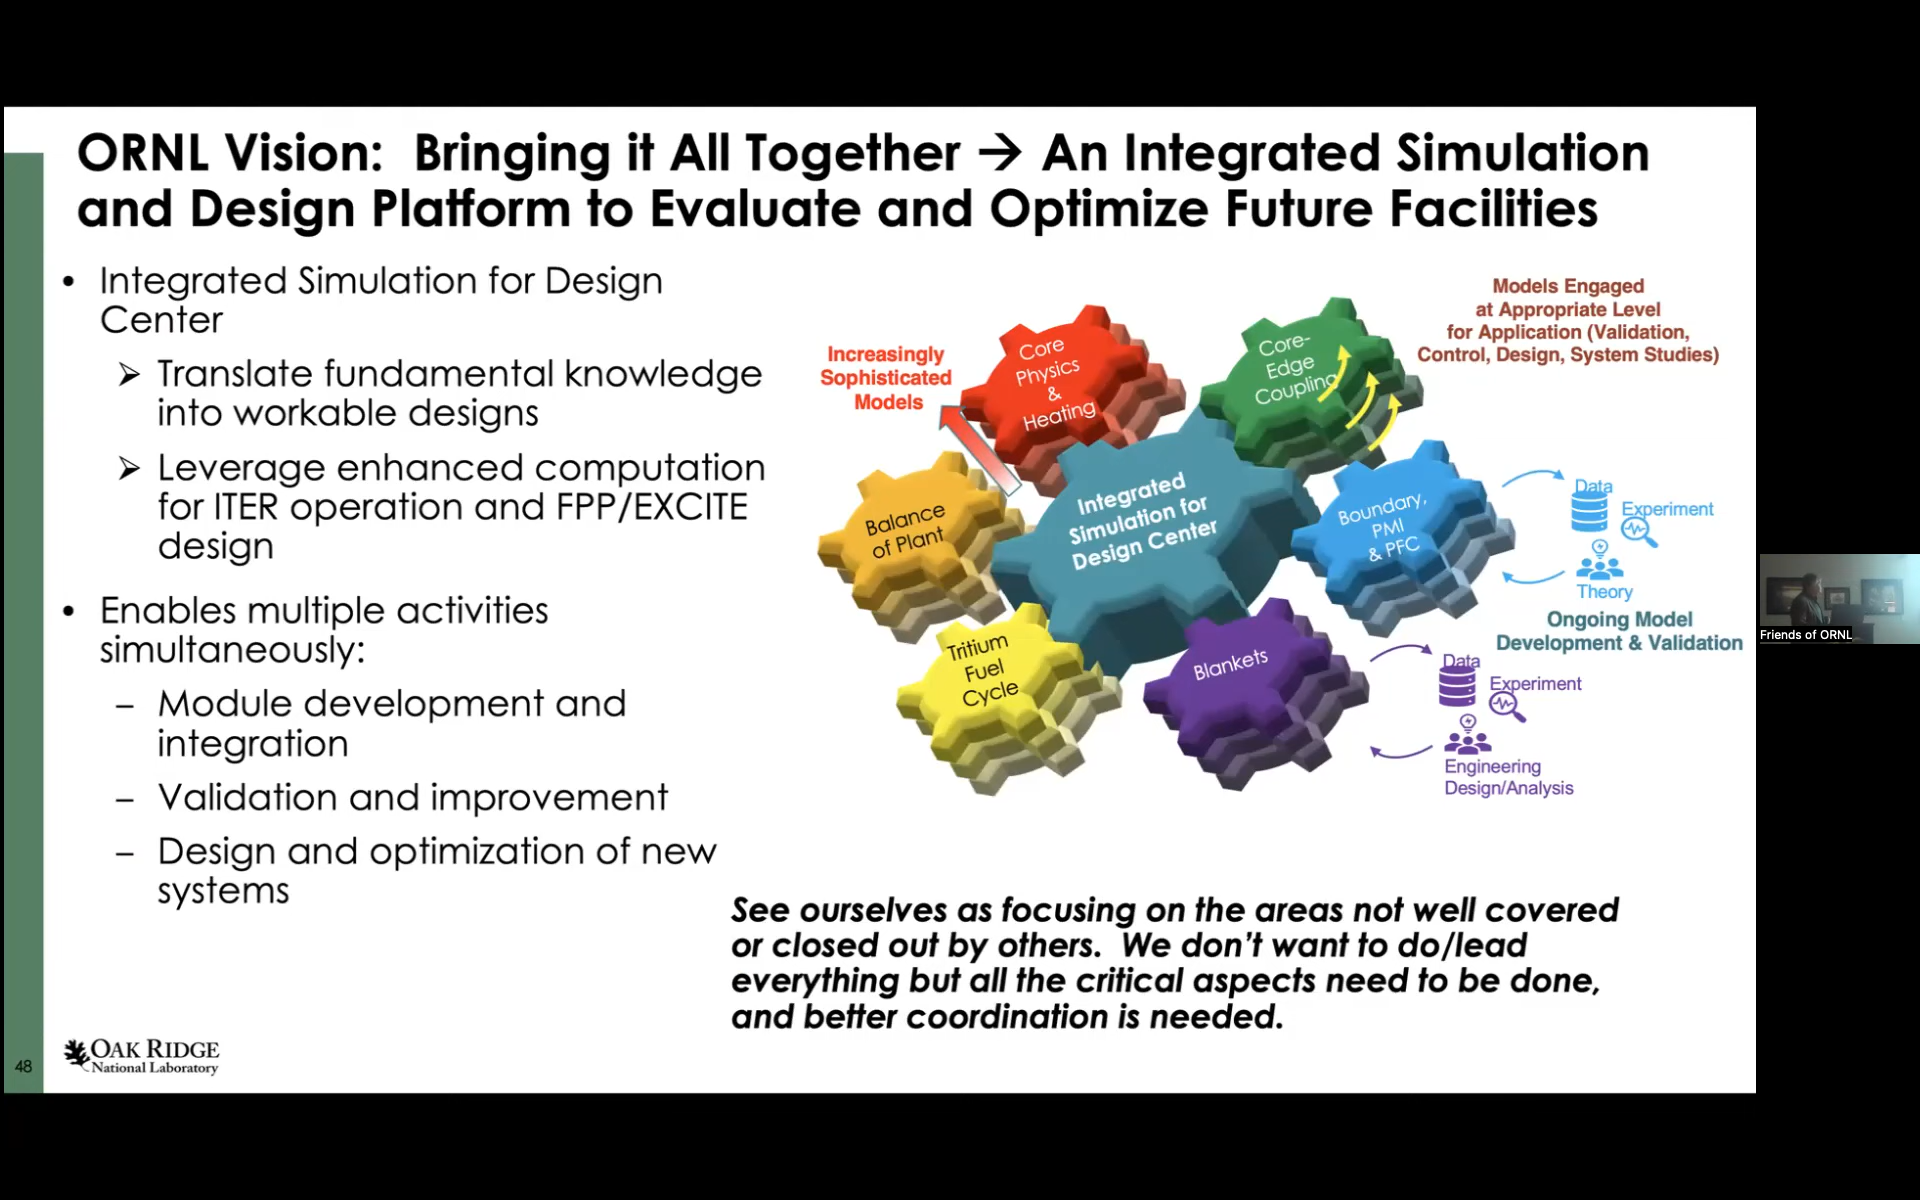 ORNL Vision:  Bringing it All Together → An Integrated Simulation
and Design Platform to Evaluate and Optimize Future Facilities
• Integrated Simulation for Design
Center
➢ Translate fundamental knowledge
into workable designs
➢ Leverage enhanced computation
for ITER operation and FPP/EXCITE
design
• Enables multiple activities
simultaneously:
– Module development and
integration
– Validation and improvement
– Design and optimization of new
systems
Increasingly
Sophisticated
Models
Core
Physics
&
Heating
Core-
Edge
Coupling
Models Engaged
at Appropriate Level
for Application (Validation,
Control, Design, System Studies)
Balance
of Plant
Integrated
Simulation for
Design Center
Boundary,
PMI
& PFC
Data
Experiment
Theory
Ongoing Model
Development & Validation
Tritium
Fuel
Cycle
Blankets
Data
Experiment
Engineering
Design/Analysis
See ourselves as focusing on the areas not well covered
or closed out by others.  We don't want to do/lead
everything but all the critical aspects need to be done,
and better coordination is needed.
48
OAK RIDGE
National Laboratory
Friends of ORNL